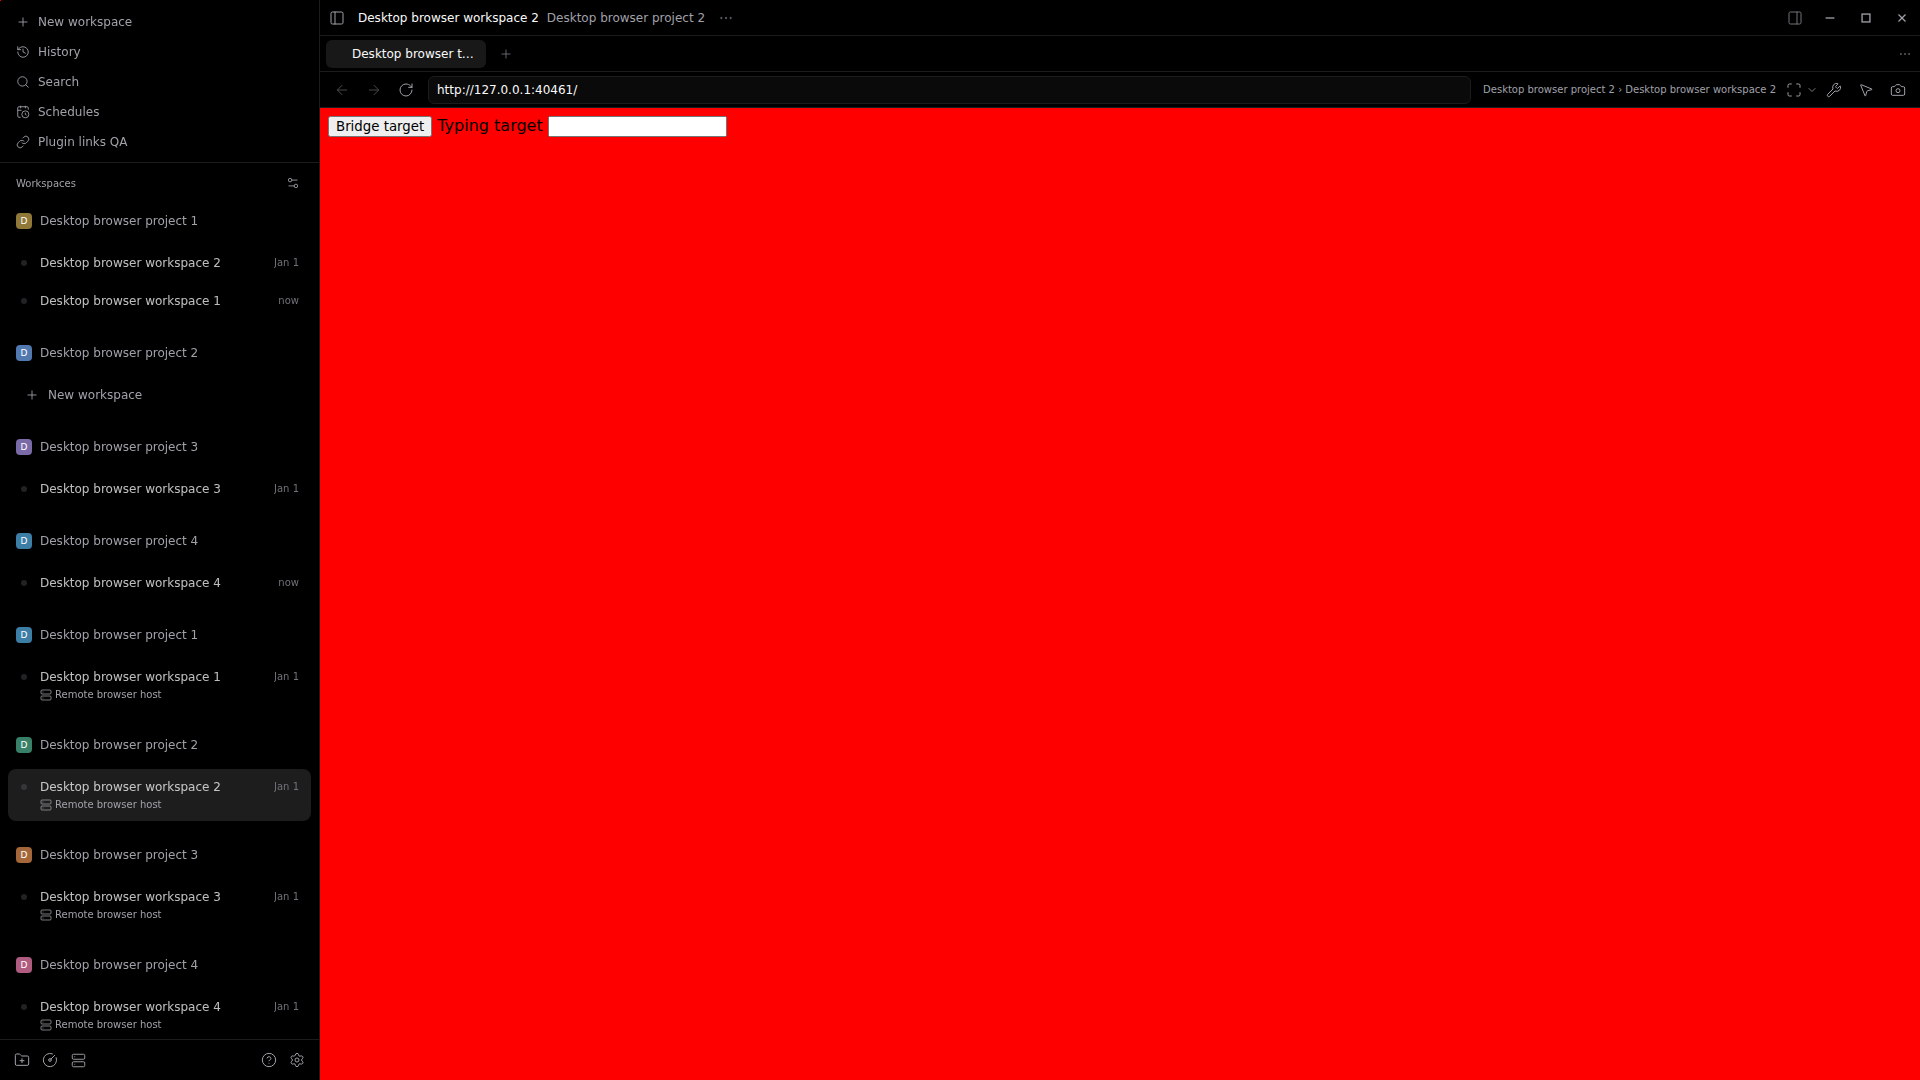 New workspace
History
Search
Schedules
Plugin links QA
Workspaces
D Desktop browser project 1
Desktop browser workspace 2 Jan 1
Desktop browser workspace 1 now
D Desktop browser project 2
New workspace
D Desktop browser project 3
Desktop browser workspace 3 Jan 1
D Desktop browser project 4
Desktop browser workspace 4 now
D Desktop browser project 1
Desktop browser workspace 1 Jan 1
Remote browser host
D Desktop browser project 2
Desktop browser workspace 2 Jan 1
Remote browser host
D Desktop browser project 3
Desktop browser workspace 3 Jan 1
Remote browser host
D Desktop browser project 4
Desktop browser workspace 4 Jan 1
Remote browser host
Desktop browser workspace 2 Desktop browser project 2
Desktop browser t...
http://127.0.0.1:40461/ Desktop browser project 2 › Desktop browser workspace 2
Bridge target Typing target